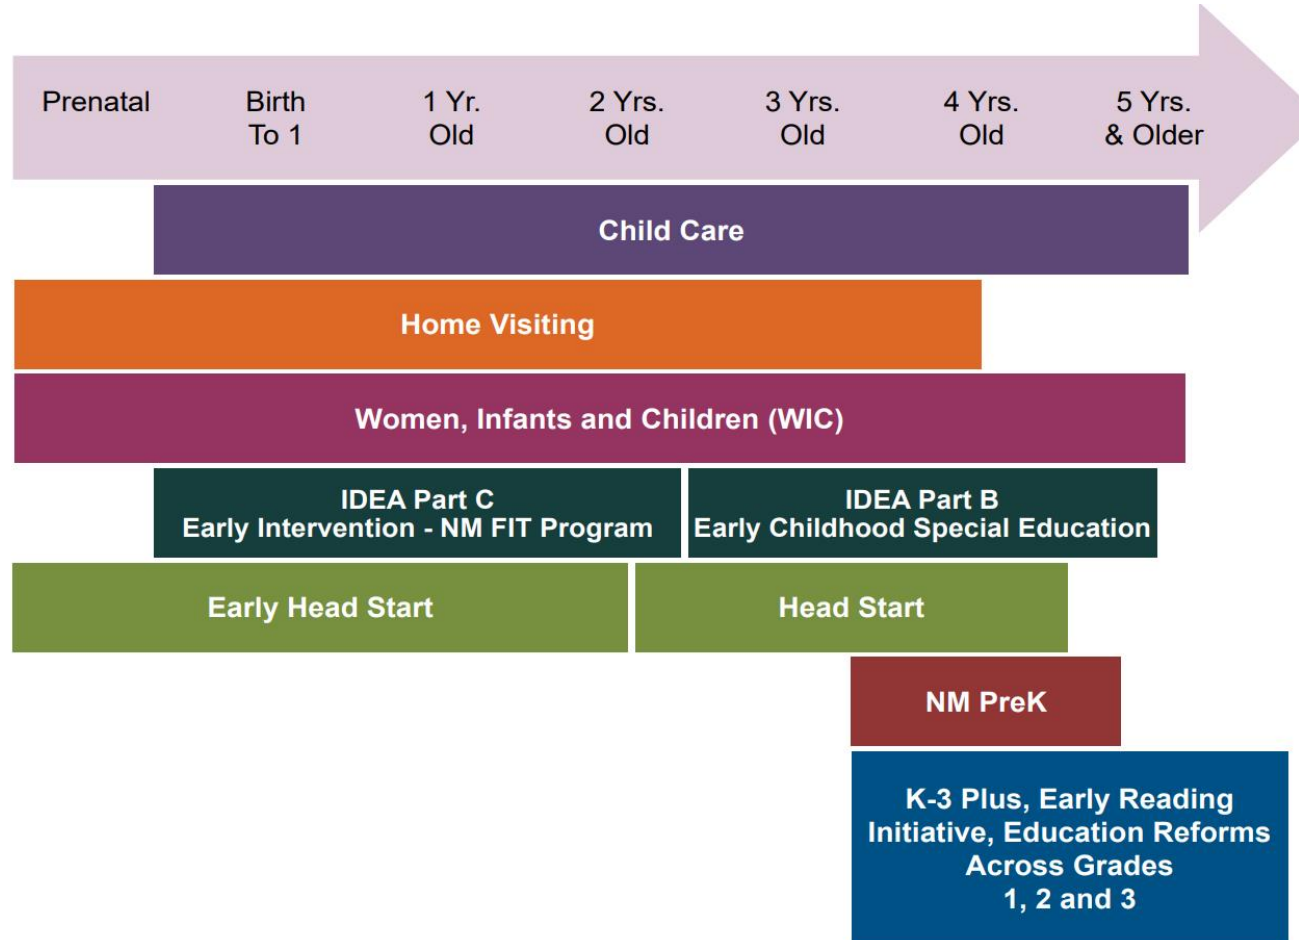 Prenatal
Birth
To 1
1 Yr.
Old
2 Yrs.
Old
3 Yrs.
Old
4 Yrs.
Old
5 Yrs.
& Older
Child Care
Home Visiting
Women, Infants and Children (WIC)
IDEA Part C
Early Intervention - NM FIT Program
IDEA Part B
Early Childhood Special Education
Early Head Start
Head Start
NM PreK
K-3 Plus, Early Reading
Initiative, Education Reforms
Across Grades
1, 2 and 3